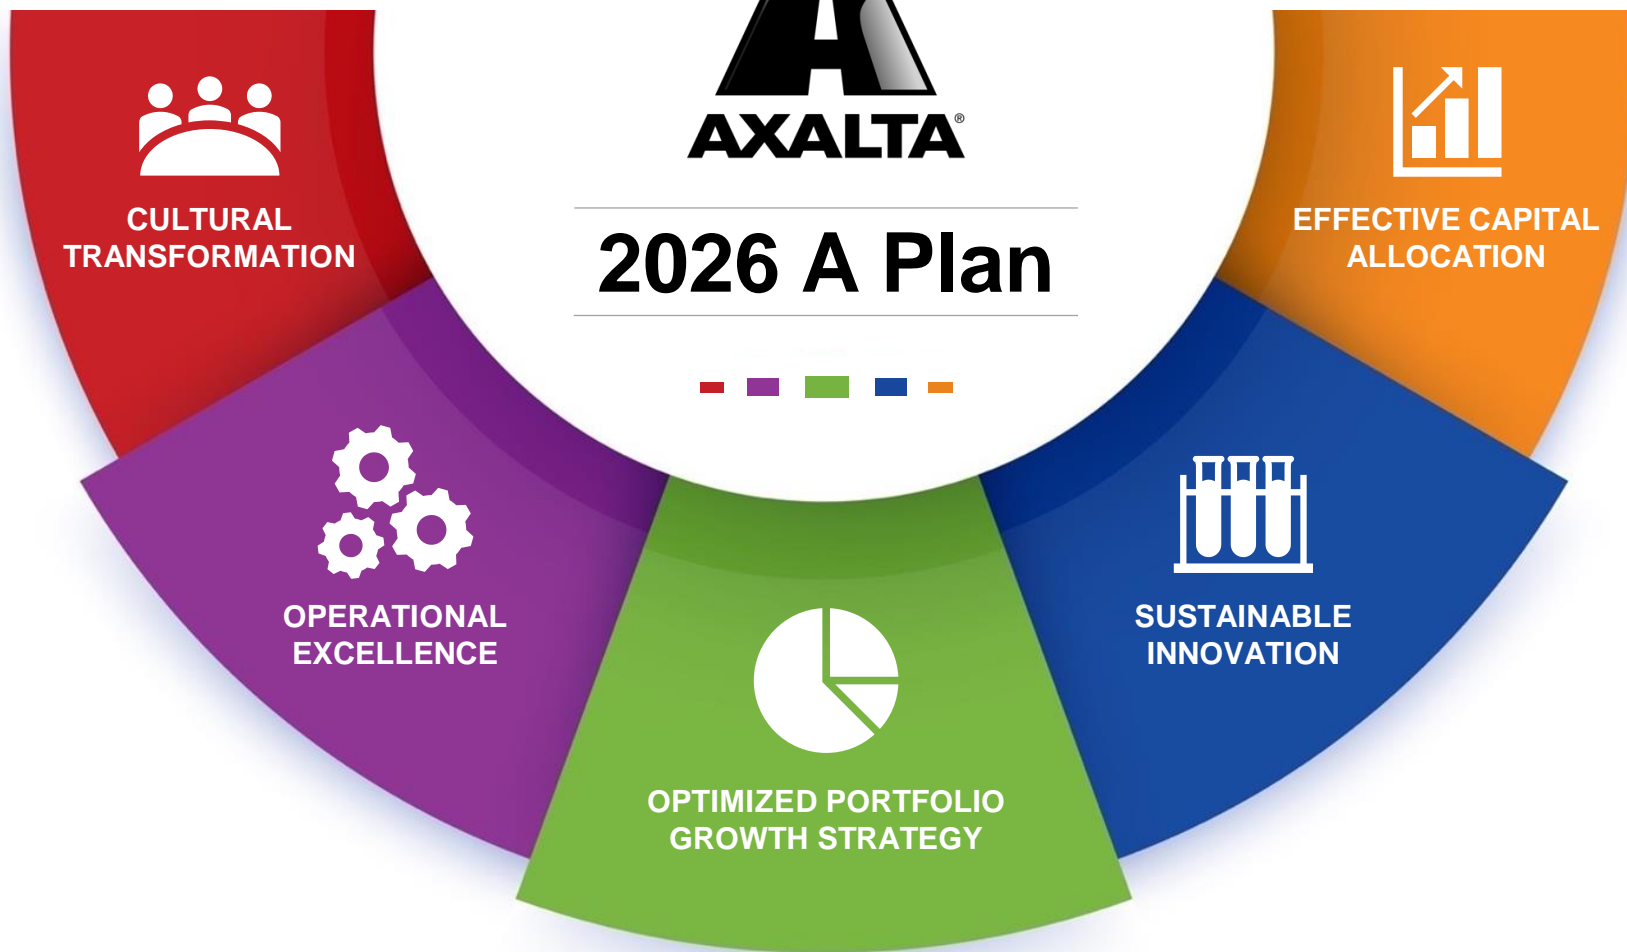 AXALTA®
2026 A Plan
CULTURAL
TRANSFORMATION
OPERATIONAL
EXCELLENCE
OPTIMIZED PORTFOLIO
GROWTH STRATEGY
SUSTAINABLE
INNOVATION
EFFECTIVE CAPITAL
ALLOCATION